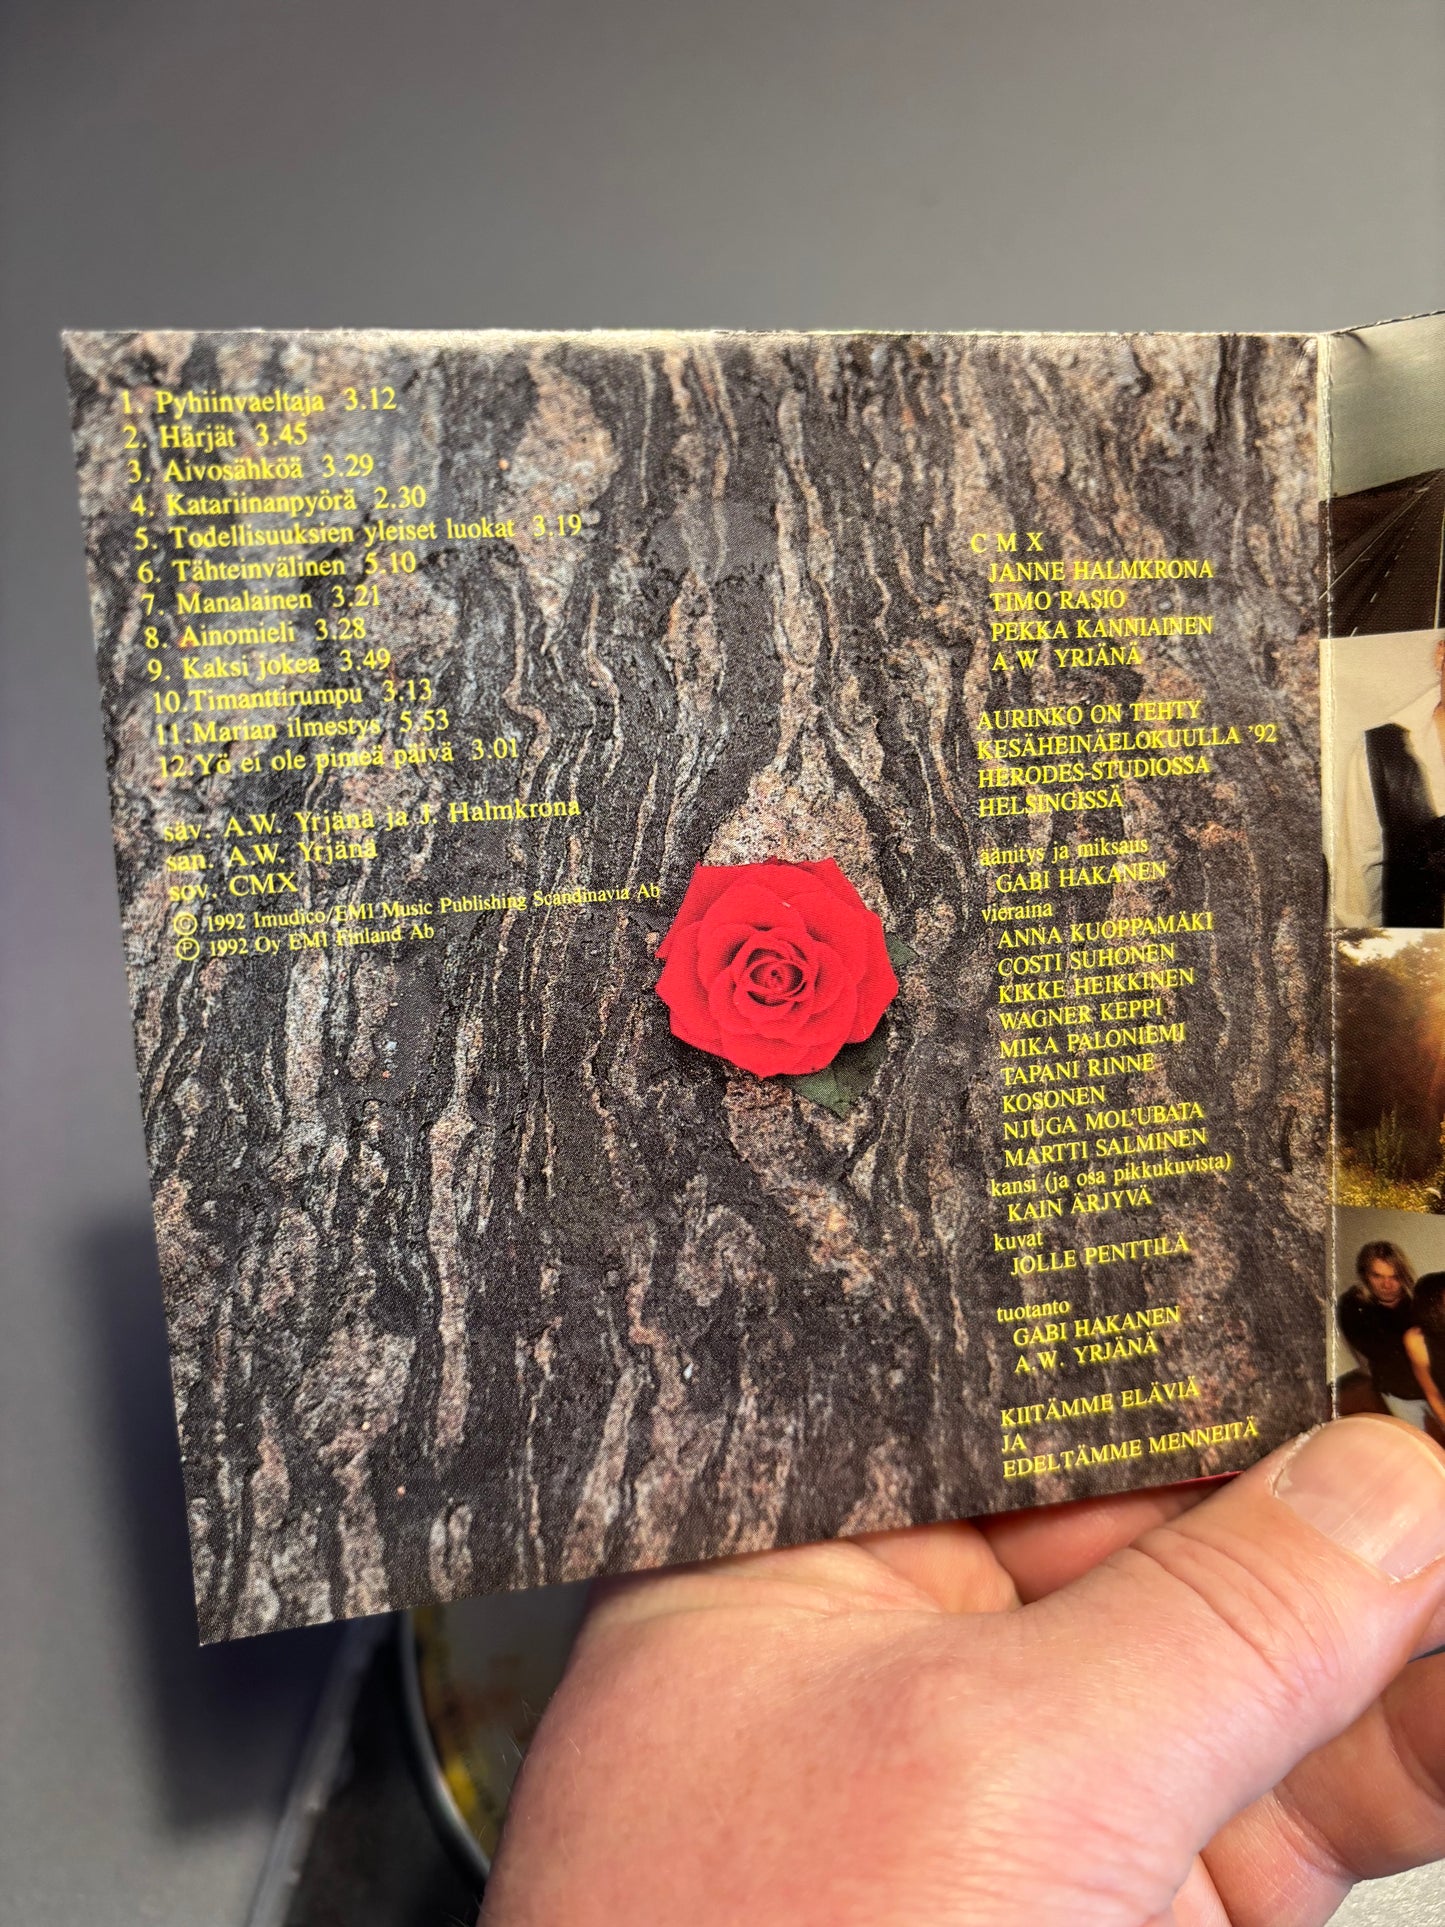 1. Pyhiinvaeltaja 3.12
2. Härjät 3.45
3. Aivosähköä 3.29
4. Katariinanpyörä 2.30
5. Todellisuuksien yleiset luokat 3.19
6. Tähteinvälinen 5.10
7. Manalainen 3.21
8. Ainomieli 3.28
9. Kaksi jokea 3.49
10.Timanttirumpu 3.13
11.Marian ilmestys 5.53
12.Yö ei ole pimeä päivä 3.01
säv. A.W. Yrjänä ja J. Halmkrona
san. A.W. Yrjänä
sov. CMX
© 1992 Imudico/EMI Music Publishing Scandinavia Ab
℗ 1992 Oy EMI Finland Ab
C M X
JANNE HALMKRONA
TIMO RASIO
PEKKA KANNIAINEN
A.W. YRJÄNÄ
AURINKO ON TEHTY
KESÄHEINÄELOKUULLA '92
HERODES-STUDIOSSA
HELSINGISSÄ
äänitys ja miksaus
GABI HAKANEN
vieraina
ANNA KUOPPAMÄKI
COSTI SUHONEN
KIKKE HEIKKINEN
WAGNER KEPPI
MIKA PALONIEMI
TAPANI RINNE
KOSONEN
NJUGA MOL'UBATA
MARTTI SALMINEN
kansi (ja osa pikkukuvista)
KAIN ÄRJYVÄ
kuvat
JOLLE PENTTILÄ
tuotanto
GABI HAKANEN
A.W. YRJÄNÄ
KIITÄMME ELÄVIÄ
JA
EDELTÄMME MENNEITÄ